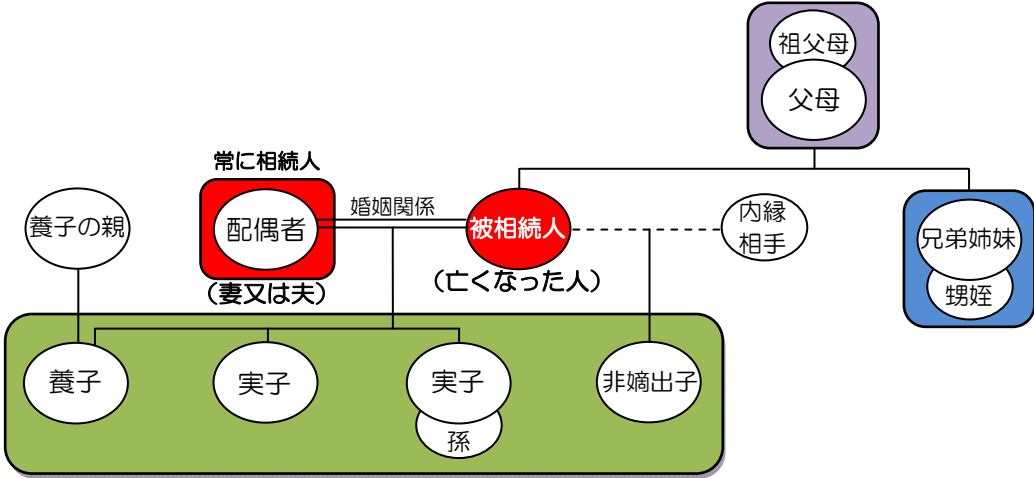 祖父母
父母
常に相続人
養子の親
配偶者
婚姻関係
被相続人
内縁
相手
兄弟姉妹
甥姪
（妻又は夫）
（亡くなった人）
養子
実子
実子
孫
非嫡出子